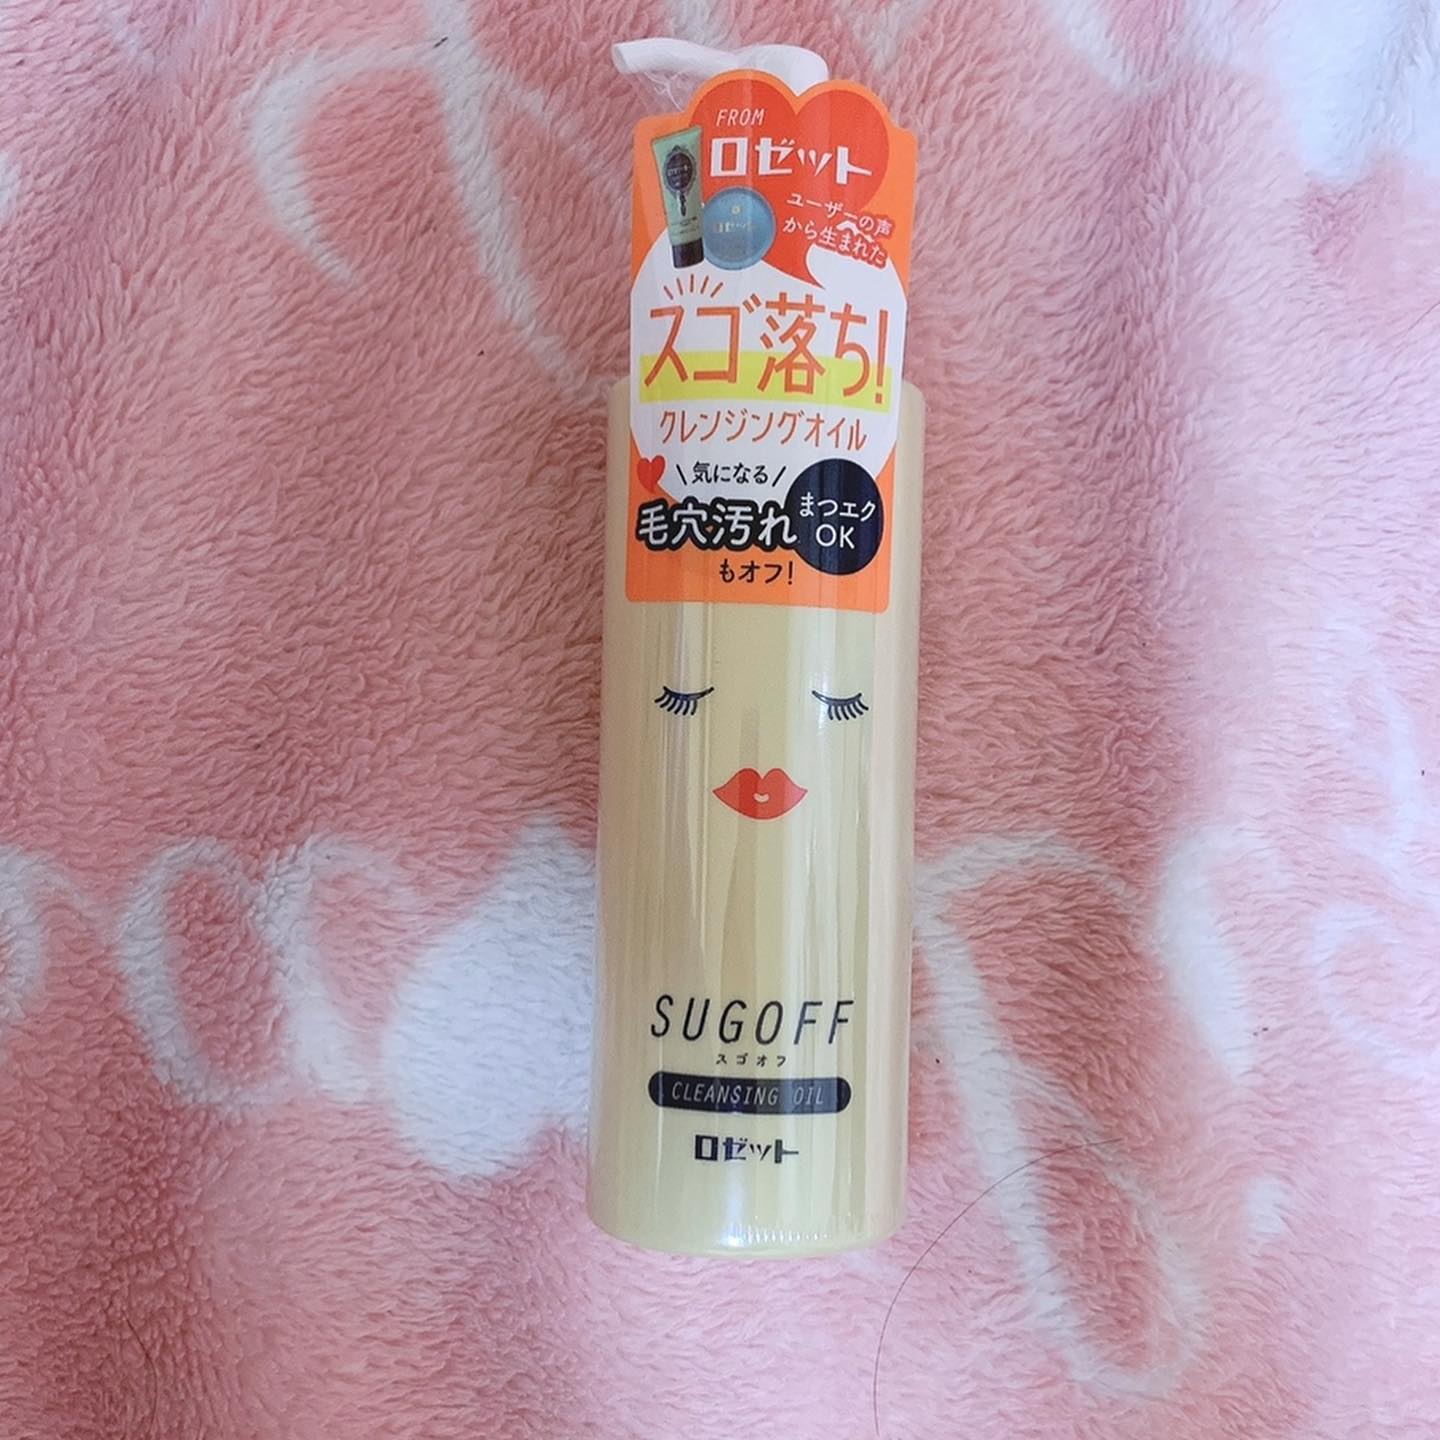 FROM
ロゼット
ユーザーの声
から生まれた
スゴ落ち!
クレンジングオイル
\気になる/
毛穴汚れ
もオフ!
まつエク
OK
SUGOFF
スゴオフ
CLEANSING OIL
ロゼット